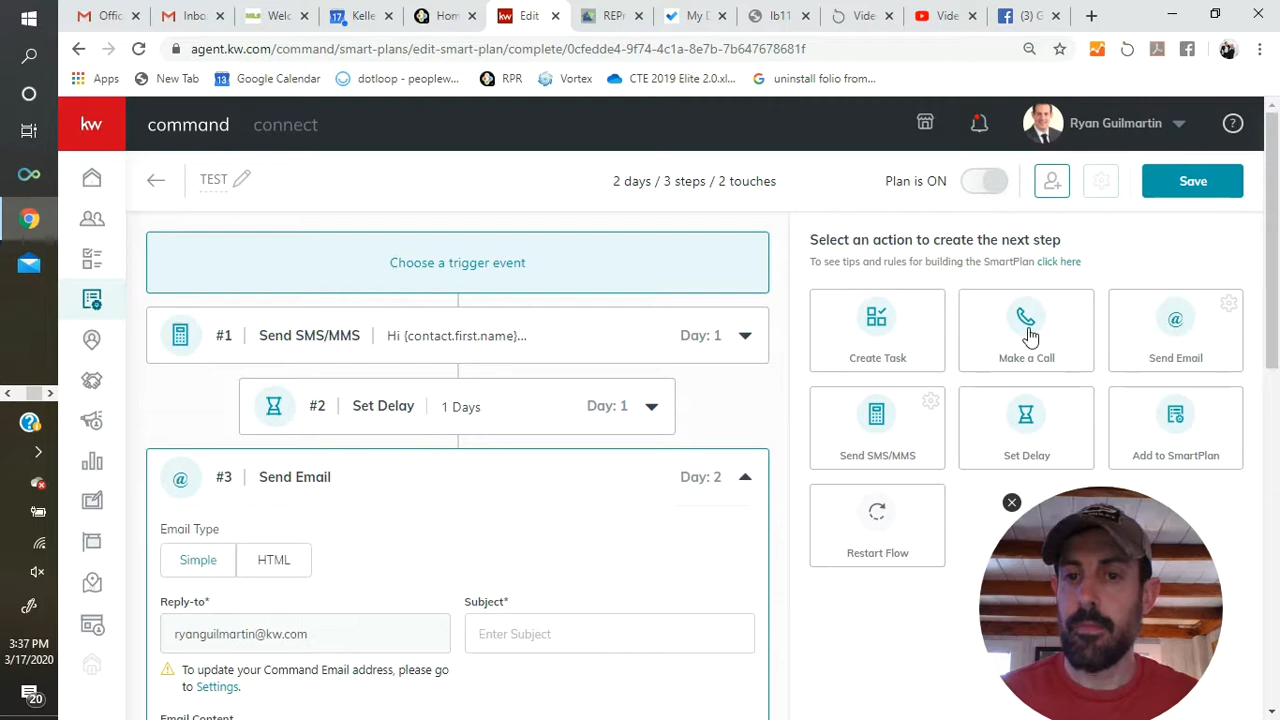 Offic
Inbo
Welc
17
Kelle
Hom
kw
Edit
REPr
My D
lb11
Vide
Vide
(3) C
agent.kw.com/command/smart-plans/edit-smart-plan/complete/0cfedde4-9f74-4c1a-8e7b-7b647678681f
Apps
New Tab
Google Calendar
dotloop - peoplew...
RPR
Vortex
CTE 2019 Elite 2.0.xl...
uninstall folio from...
kw
command
connect
Ryan Guilmartin
TEST
2 days / 3 steps / 2 touches
Plan is ON
Save
Choose a trigger event
#1 Send SMS/MMS Hi {contact.first.name}... Day: 1
#2 Set Delay 1 Days Day: 1
#3 Send Email Day: 2
Email Type
Simple HTML
Reply-to* Subject*
ryanguilmartin@kw.com Enter Subject
To update your Command Email address, please go
to Settings.
Email Content
Select an action to create the next step
To see tips and rules for building the SmartPlan click here
Create Task Make a Call Send Email
Send SMS/MMS Set Delay Add to SmartPlan
Restart Flow
3:37 PM
3/17/2020
20